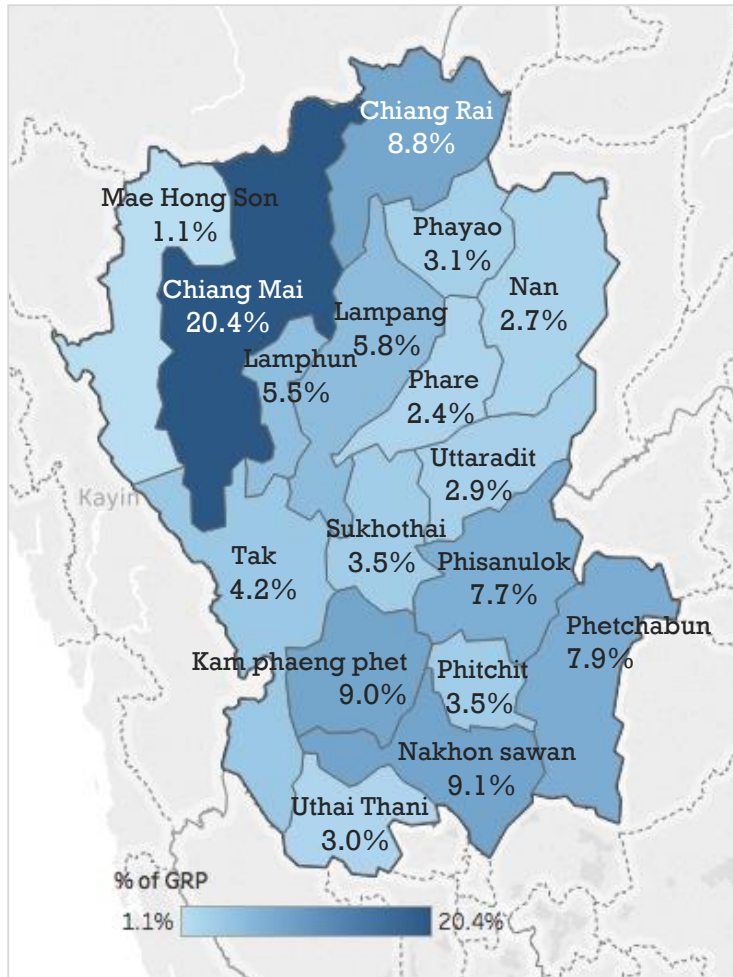 Chiang Rai
8.8%
Mae Hong Son
1.1%
Phayao
3.1%
Chiang Mai
20.4%
Nan
2.7%
Lampang
5.8%
Lamphun
5.5%
Phare
2.4%
Uttaradit
2.9%
Kayin
Sukhothai
3.5%
Tak
4.2%
Phisanulok
7.7%
Phetchabun
7.9%
Kam phaeng phet
9.0%
Phitchit
3.5%
Nakhon sawan
9.1%
Uthai Thani
3.0%
% of GRP
1.1% 20.4%